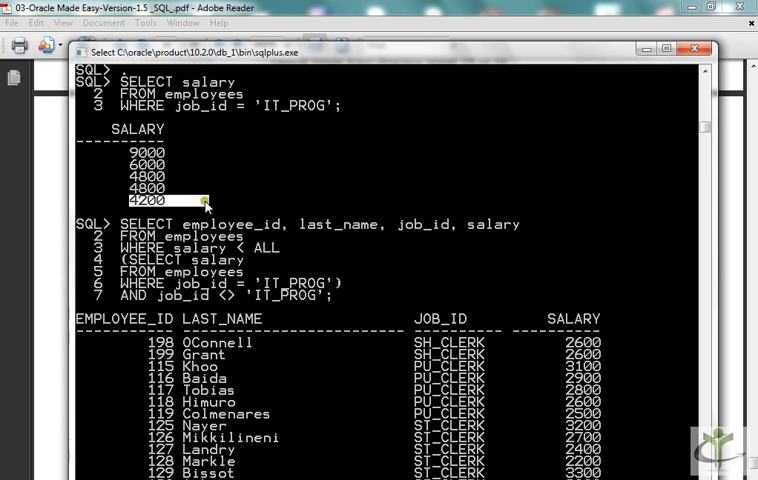 03-Oracle Made Easy-Version-1.5 _SQL_.pdf - Adobe Reader
File Edit View Document Tools Window Help
Select C:\oracle\product\10.2.0\db_1\bin\sqlplus.exe
SQL> .
SQL> SELECT salary
2 FROM employees
3 WHERE job_id = 'IT_PROG';
SALARY
----------
9000
6000
4800
4800
4200
SQL> SELECT employee_id, last_name, job_id, salary
2 FROM employees
3 WHERE salary < ALL
4 (SELECT salary
5 FROM employees
6 WHERE job_id = 'IT_PROG')
7 AND job_id <> 'IT_PROG';
EMPLOYEE_ID LAST_NAME JOB_ID SALARY
----------- ------------------------- ---------- ----------
198 OConnell SH_CLERK 2600
199 Grant SH_CLERK 2600
115 Khoo PU_CLERK 3100
116 Baida PU_CLERK 2900
117 Tobias PU_CLERK 2800
118 Himuro PU_CLERK 2600
119 Colmenares PU_CLERK 2500
125 Nayer ST_CLERK 3200
126 Mikkilineni ST_CLERK 2700
127 Landry ST_CLERK 2400
128 Markle ST_CLERK 2200
129 Bissot ST_CLERK 3300